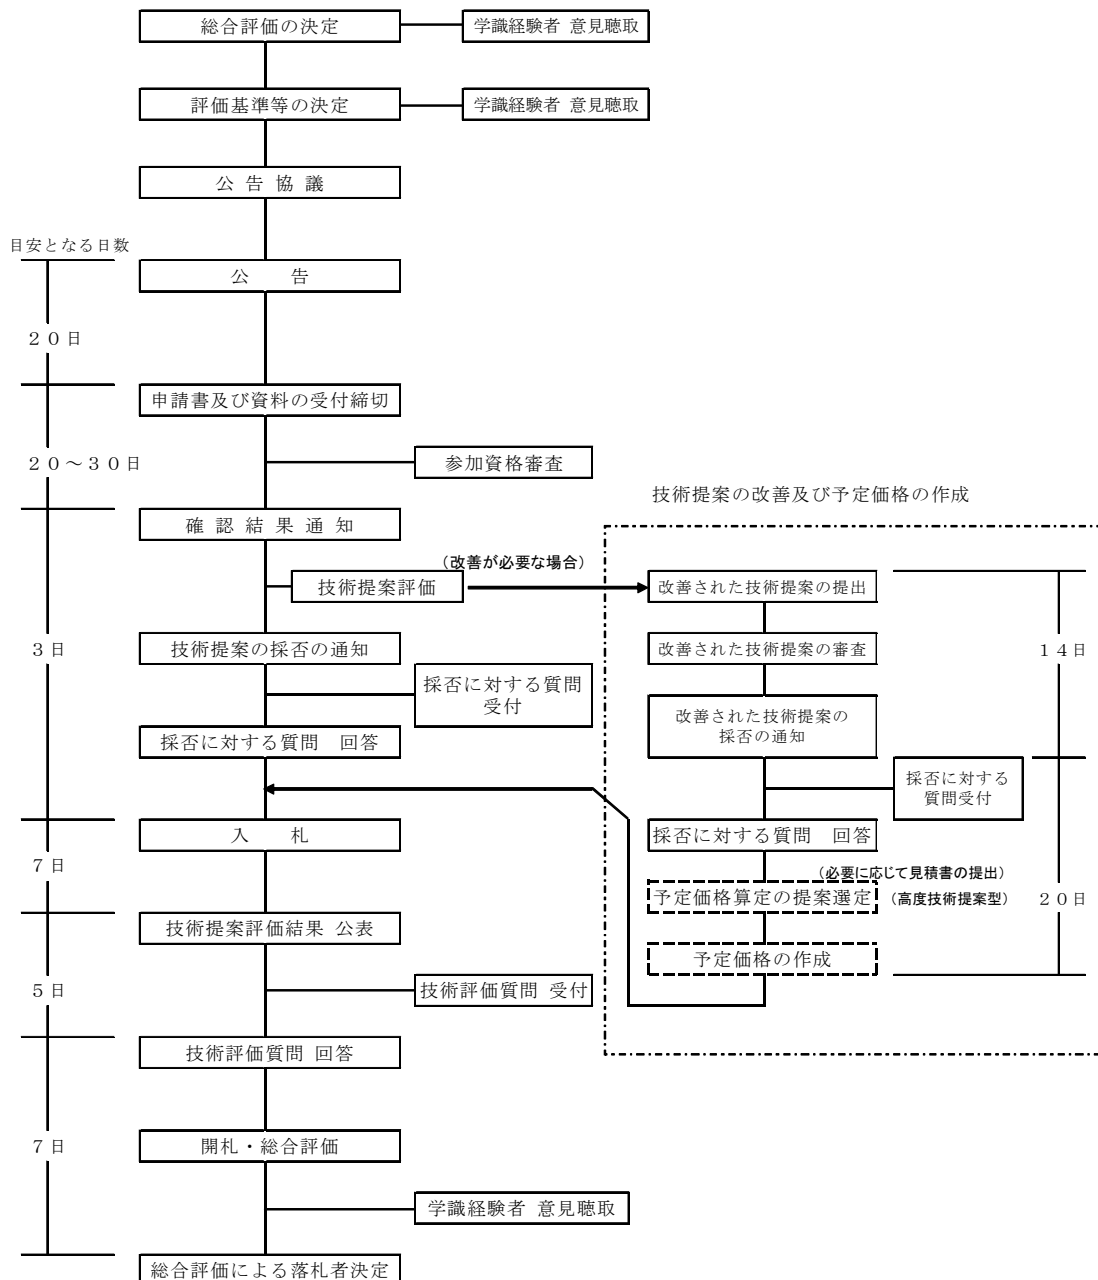 総合評価の決定
学識経験者 意見聴取
評価基準等の決定
学識経験者 意見聴取
公 告 協 議
目安となる日数
公　　告
２０日
申請書及び資料の受付締切
２０～３０日
参加資格審査
技術提案の改善及び予定価格の作成
確 認 結 果 通 知
（改善が必要な場合）
技術提案評価
改善された技術提案の提出
３日
技術提案の採否の通知
改善された技術提案の審査
１４日
採否に対する質問
受付
改善された技術提案の
採否の通知
採否に対する質問　回答
採否に対する
質問受付
入　　札
採否に対する質問　回答
７日
（必要に応じて見積書の提出）
予定価格算定の提案選定
（高度技術提案型）
２０日
技術提案評価結果 公表
予定価格の作成
５日
技術評価質問 受付
技術評価質問 回答
７日
開札・総合評価
学識経験者 意見聴取
総合評価による落札者決定